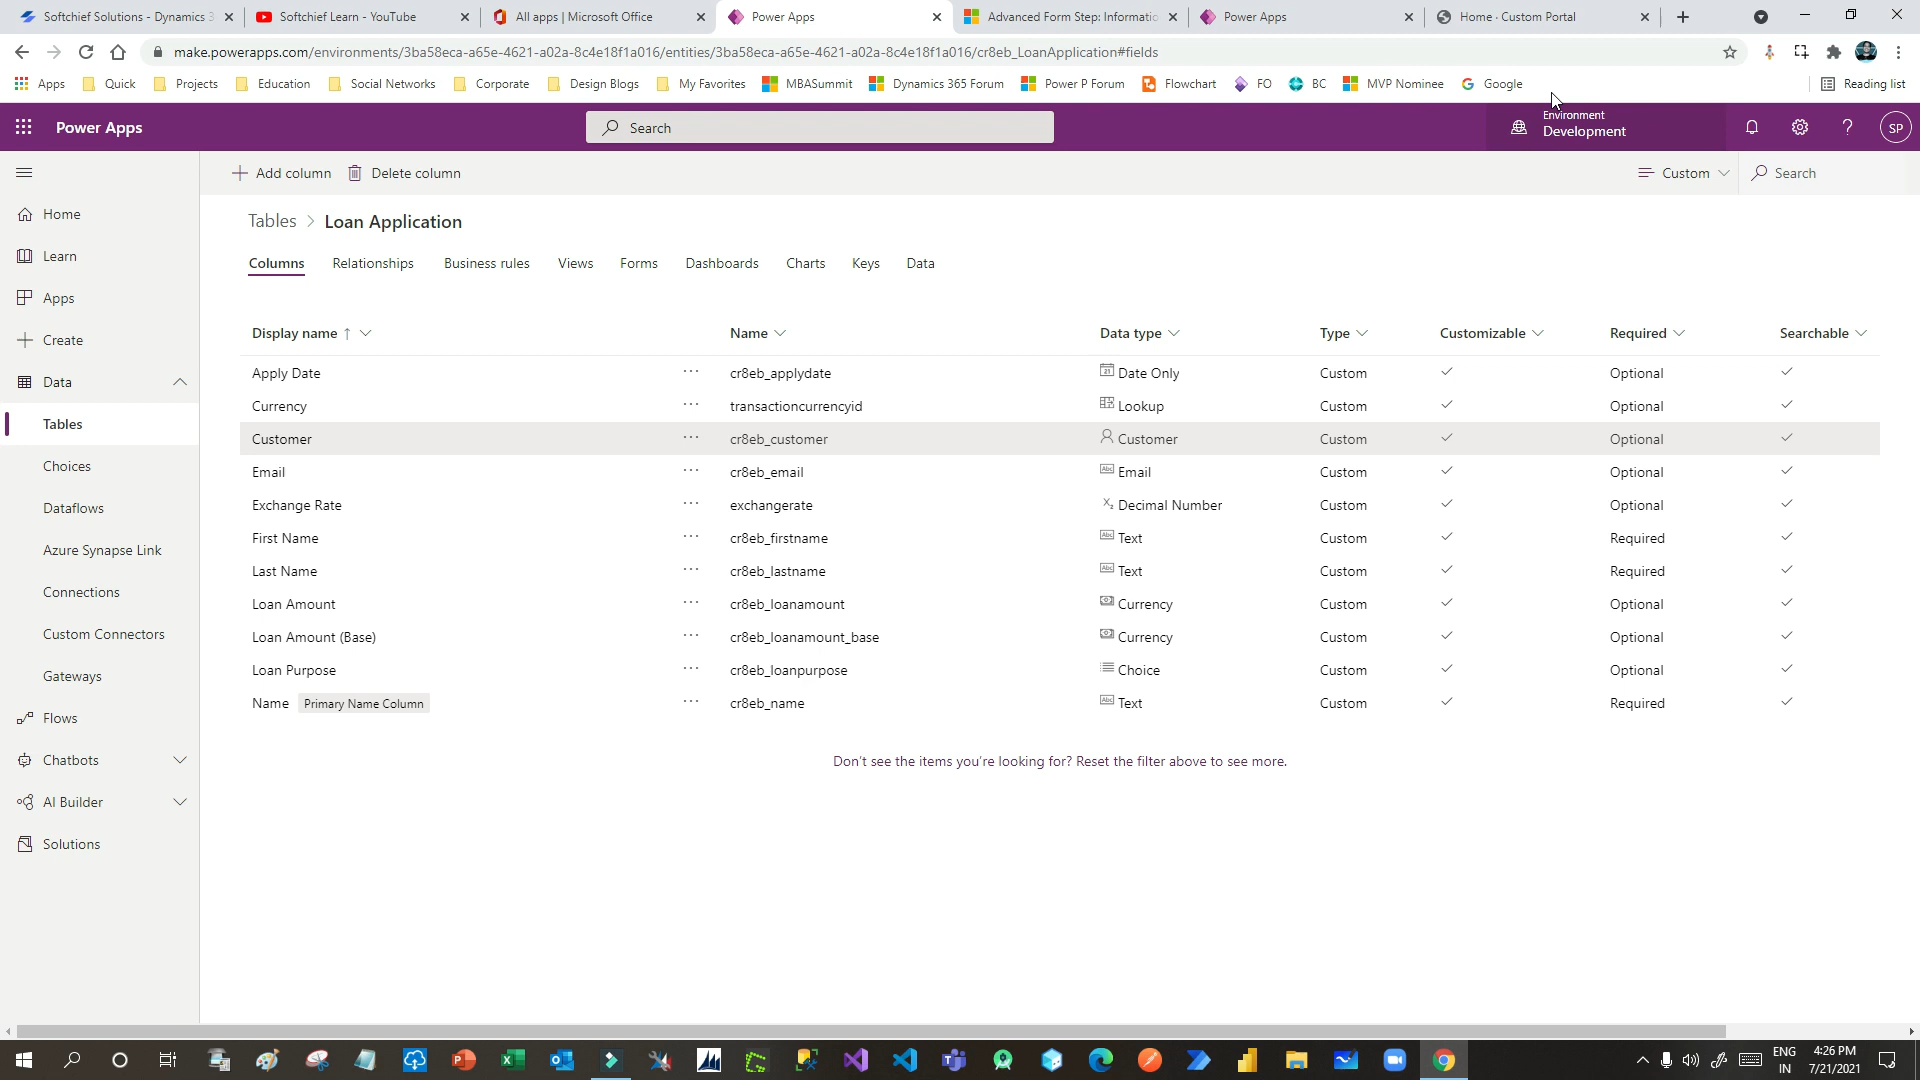 Softchief Solutions - Dynamics 3
Softchief Learn - YouTube
All apps | Microsoft Office
Power Apps
Advanced Form Step: Informatio
Power Apps
Home · Custom Portal
make.powerapps.com/environments/3ba58eca-a65e-4621-a02a-8c4e18f1a016/entities/3ba58eca-a65e-4621-a02a-8c4e18f1a016/cr8eb_LoanApplication#fields
Apps Quick Projects Education Social Networks Corporate Design Blogs My Favorites MBASummit Dynamics 365 Forum Power P Forum Flowchart FO BC MVP Nominee Google Reading list
Power Apps
Search
Environment
Development
SP
Add column Delete column
Custom
Search
Home
Learn
Apps
Create
Data
Tables
Choices
Dataflows
Azure Synapse Link
Connections
Custom Connectors
Gateways
Flows
Chatbots
AI Builder
Solutions
Tables > Loan Application
Columns Relationships Business rules Views Forms Dashboards Charts Keys Data
Display name ↑ Name Data type Type Customizable Required Searchable
Apply Date ··· cr8eb_applydate Date Only Custom ✓ Optional ✓
Currency ··· transactioncurrencyid Lookup Custom ✓ Optional ✓
Customer ··· cr8eb_customer Customer Custom ✓ Optional ✓
Email ··· cr8eb_email Abc Email Custom ✓ Optional ✓
Exchange Rate ··· exchangerate X₂ Decimal Number Custom ✓ Optional ✓
First Name ··· cr8eb_firstname Abc Text Custom ✓ Required ✓
Last Name ··· cr8eb_lastname Abc Text Custom ✓ Required ✓
Loan Amount ··· cr8eb_loanamount Currency Custom ✓ Optional ✓
Loan Amount (Base) ··· cr8eb_loanamount_base Currency Custom ✓ Optional ✓
Loan Purpose ··· cr8eb_loanpurpose Choice Custom ✓ Optional ✓
Name Primary Name Column ··· cr8eb_name Abc Text Custom ✓ Required ✓
Don't see the items you're looking for? Reset the filter above to see more.
ENG
IN
4:26 PM
7/21/2021